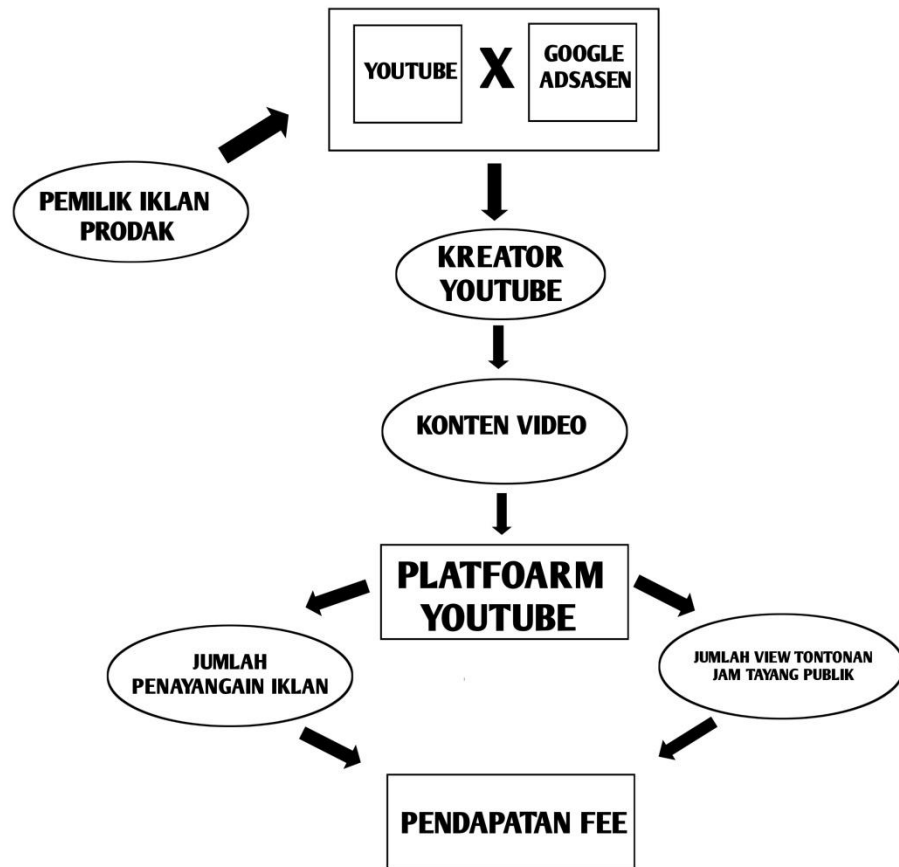 YOUTUBE
X
GOOGLE
ADSASEN
PEMILIK IKLAN
PRODAK
KREATOR
YOUTUBE
KONTEN VIDEO
PLATFOARM
YOUTUBE
JUMLAH
PENAYANGAIN IKLAN
JUMLAH VIEW TONTONAN
JAM TAYANG PUBLIK
PENDAPATAN FEE